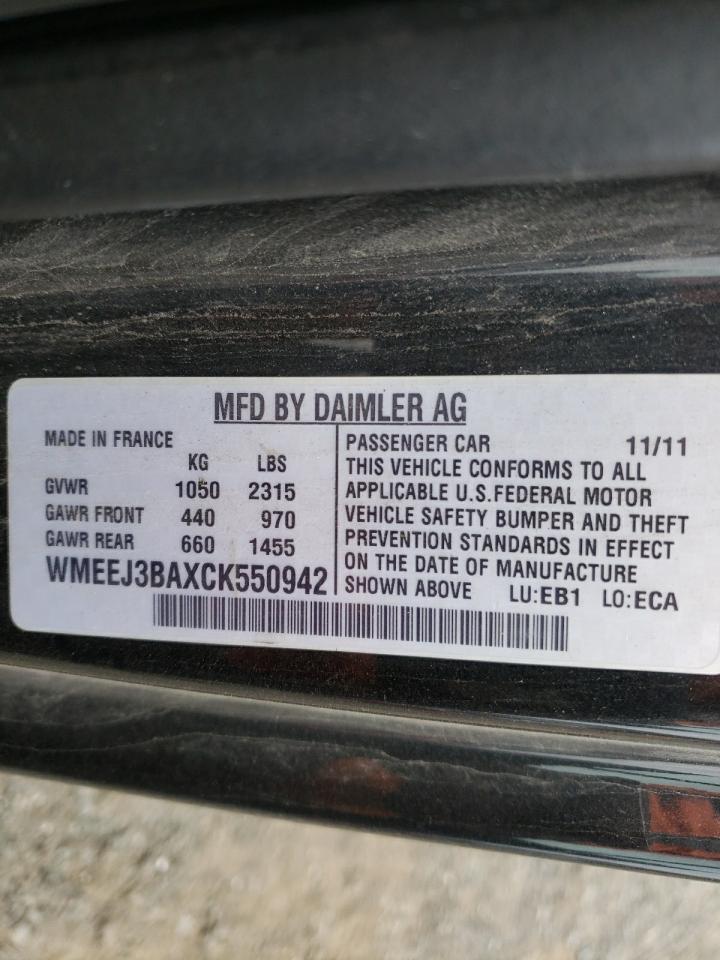 MFD BY DAIMLER AG
MADE IN FRANCE
KG LBS
GVWR 1050 2315
GAWR FRONT 440 970
GAWR REAR 660 1455
WMEEJ3BAXCK550942
PASSENGER CAR 11/11
THIS VEHICLE CONFORMS TO ALL
APPLICABLE U.S.FEDERAL MOTOR
VEHICLE SAFETY BUMPER AND THEFT
PREVENTION STANDARDS IN EFFECT
ON THE DATE OF MANUFACTURE
SHOWN ABOVE LU:EB1 LO:ECA